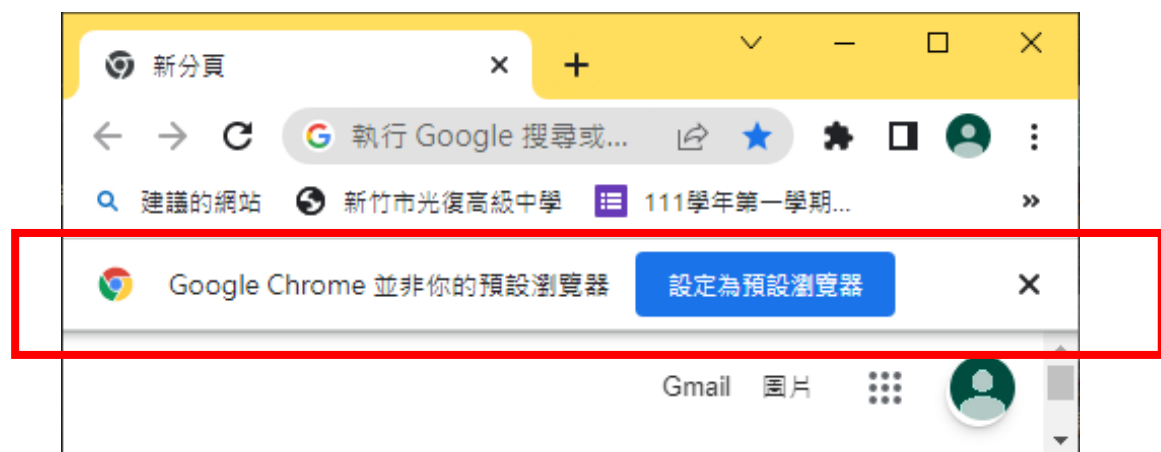 新分頁
執行 Google 搜尋或...
建議的網站 新竹市光復高級中學 111學年第一學期...
Google Chrome 並非你的預設瀏覽器 設定為預設瀏覽器
Gmail 圖片